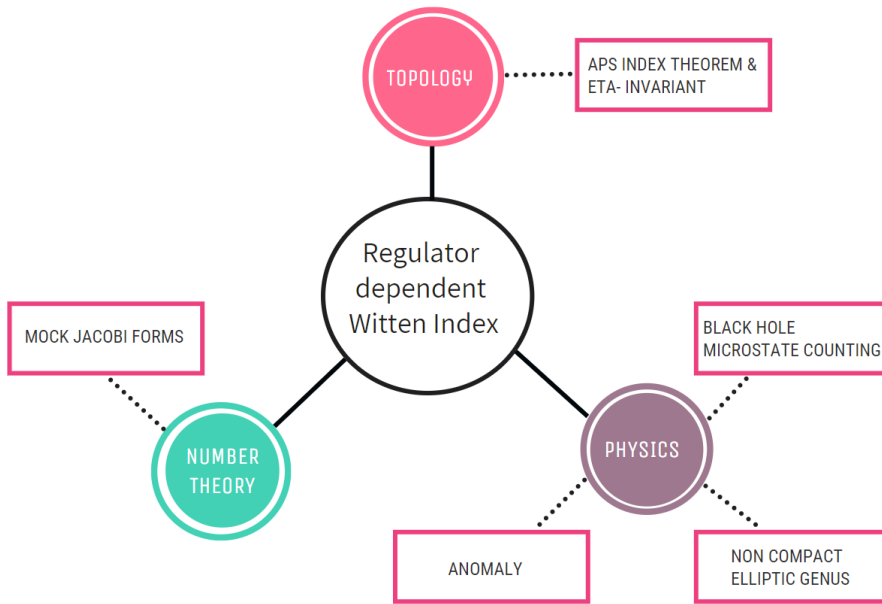 TOPOLOGY
APS INDEX THEOREM &
ETA- INVARIANT
Regulator
dependent
Witten Index
MOCK JACOBI FORMS
BLACK HOLE
MICROSTATE COUNTING
NUMBER
THEORY
PHYSICS
ANOMALY
NON COMPACT
ELLIPTIC GENUS